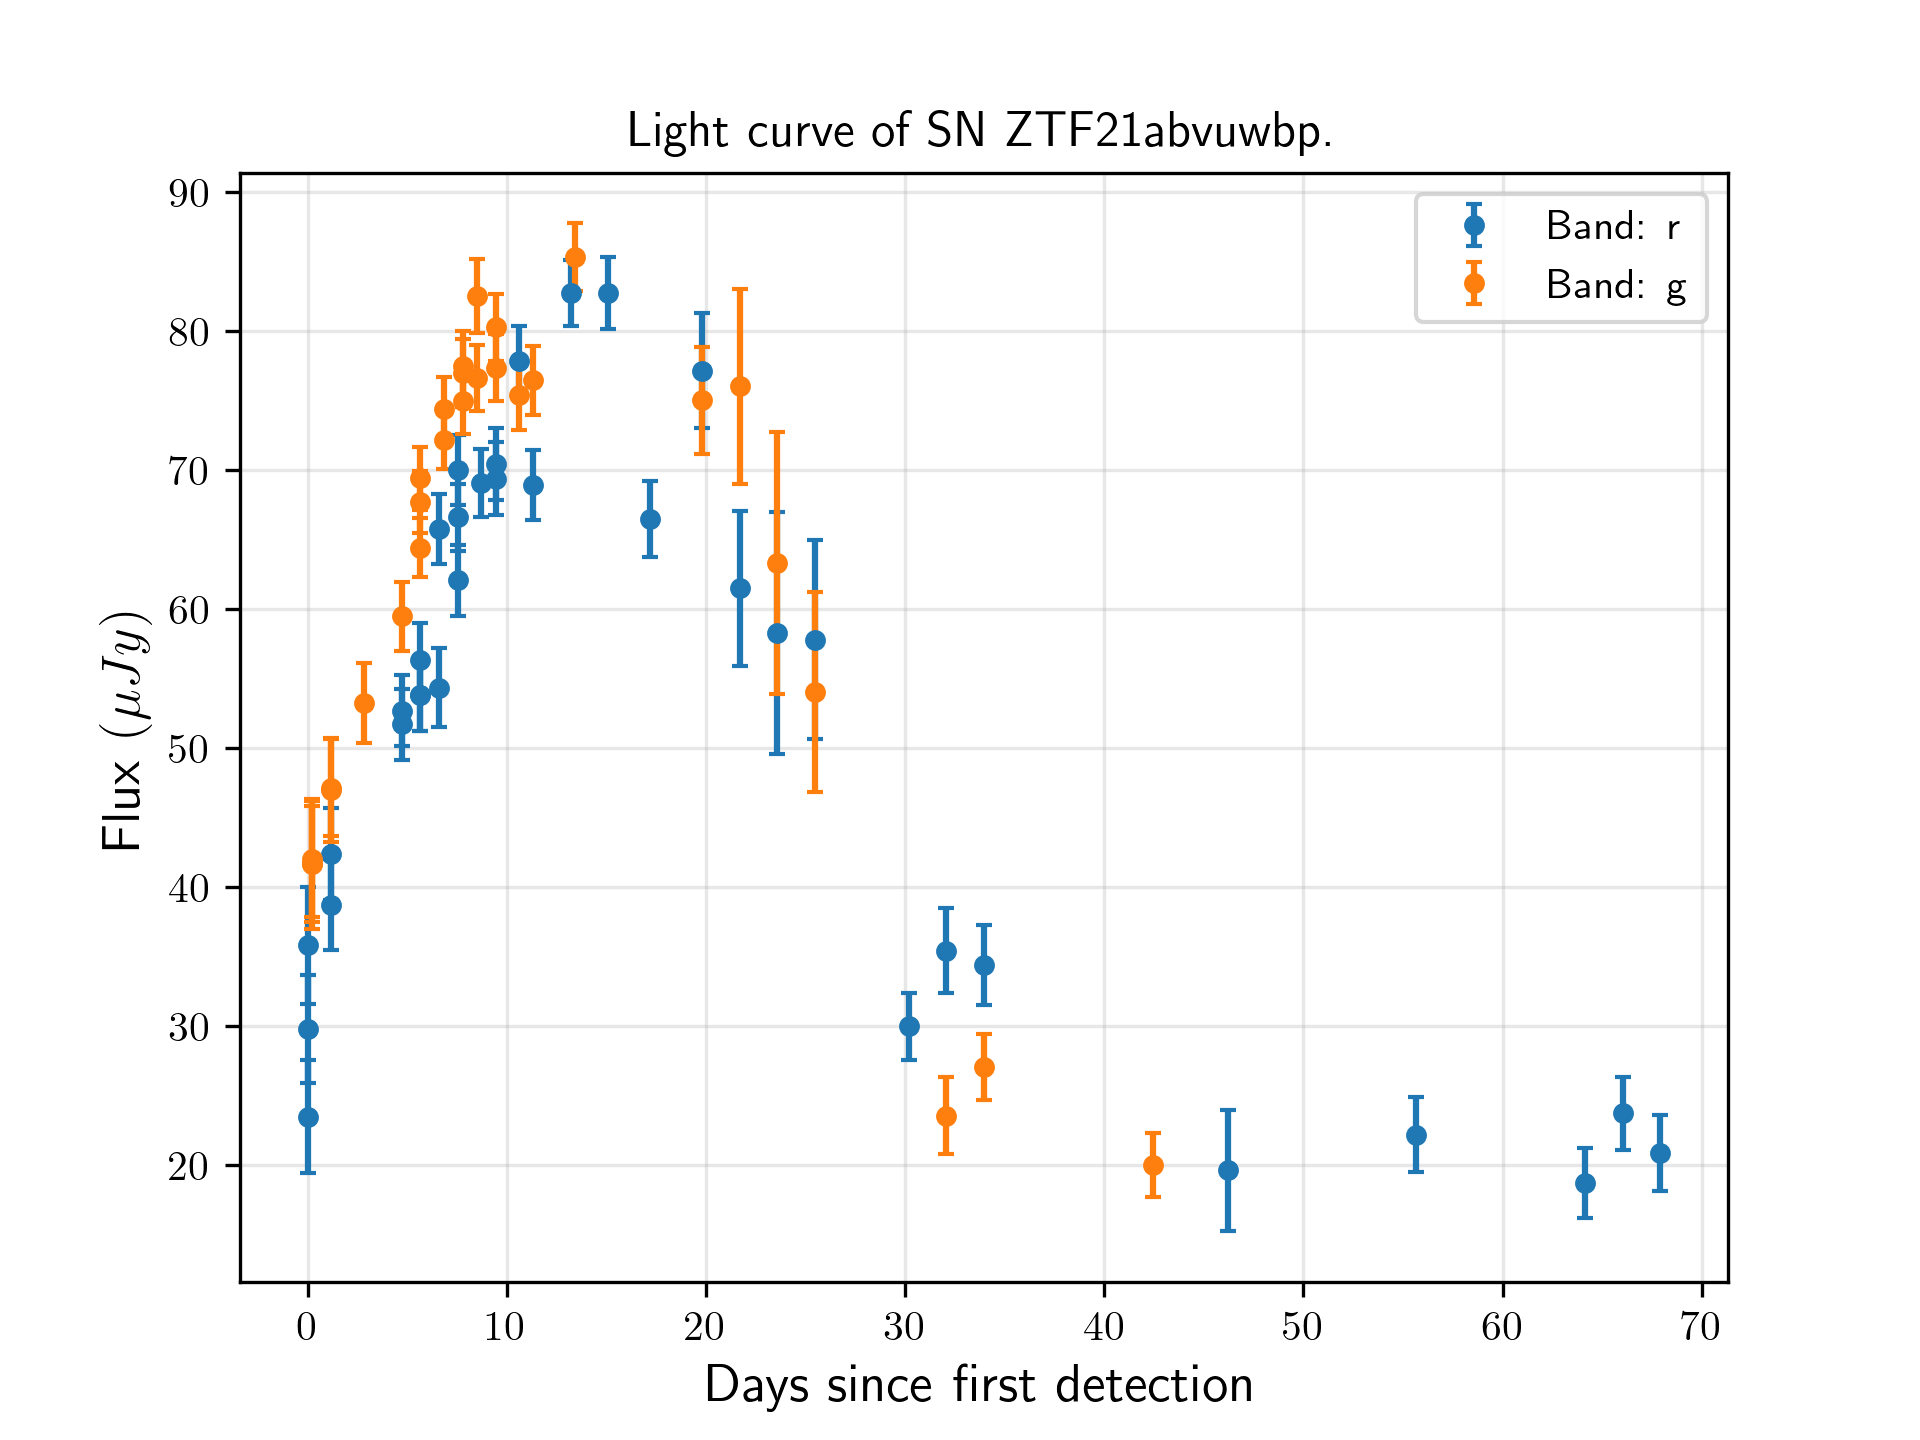 Light curve of SN ZTF21abvuwbp.
Band: r
Band: g
90
80
70
60
50
40
30
20
Flux (μJy)
0 10 20 30 40 50 60 70
Days since first detection